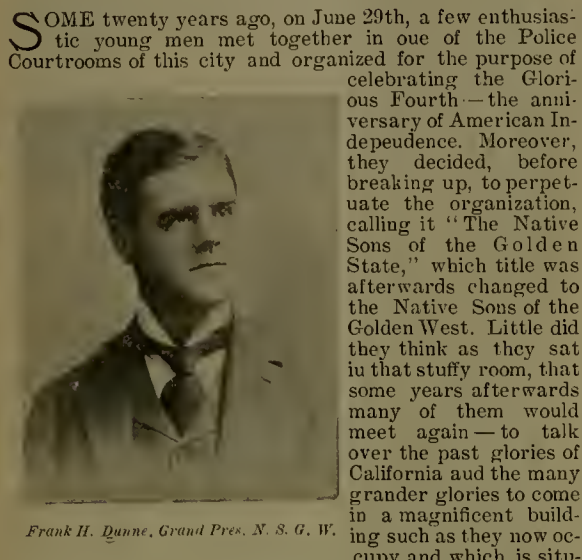 SOME twenty years ago, on June 29th, a few enthusias-
tic young men met together in oue of the Police
Courtrooms of this city and organized for the purpose of
celebrating the Glori-
ous Fourth — the anni-
versary of American In-
depeudence. Moreover,
they decided, before
breaking up, to perpet-
uate the organization,
calling it "The Native
Sons of the Golden
State," which title was
afterwards changed to
the Native Sons of the
Golden West. Little did
they think as they sat
iu that stuffy room, that
some years afterwards
many of them would
meet again — to talk
over the past glories of
California aud the many
grander glories to come
in a magnificent build-
ing such as they now oc-
cupy and which is situ-
Frank H. Dunne, Grand Pres. N. S. G. W.